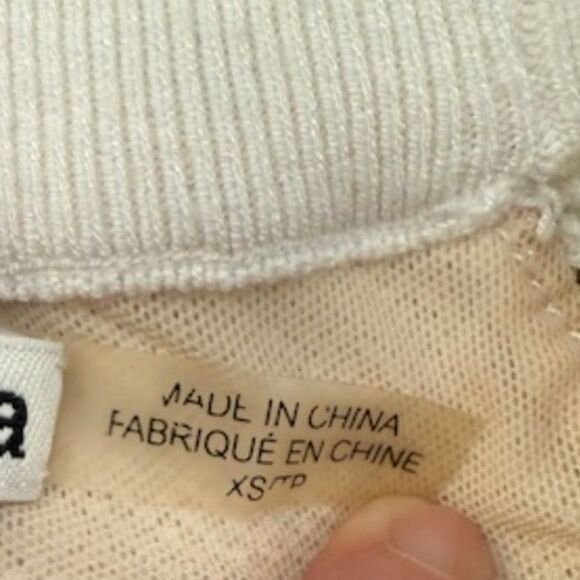 a
MADE IN CHINA
FABRIQUÉ EN CHINE
XS/TP